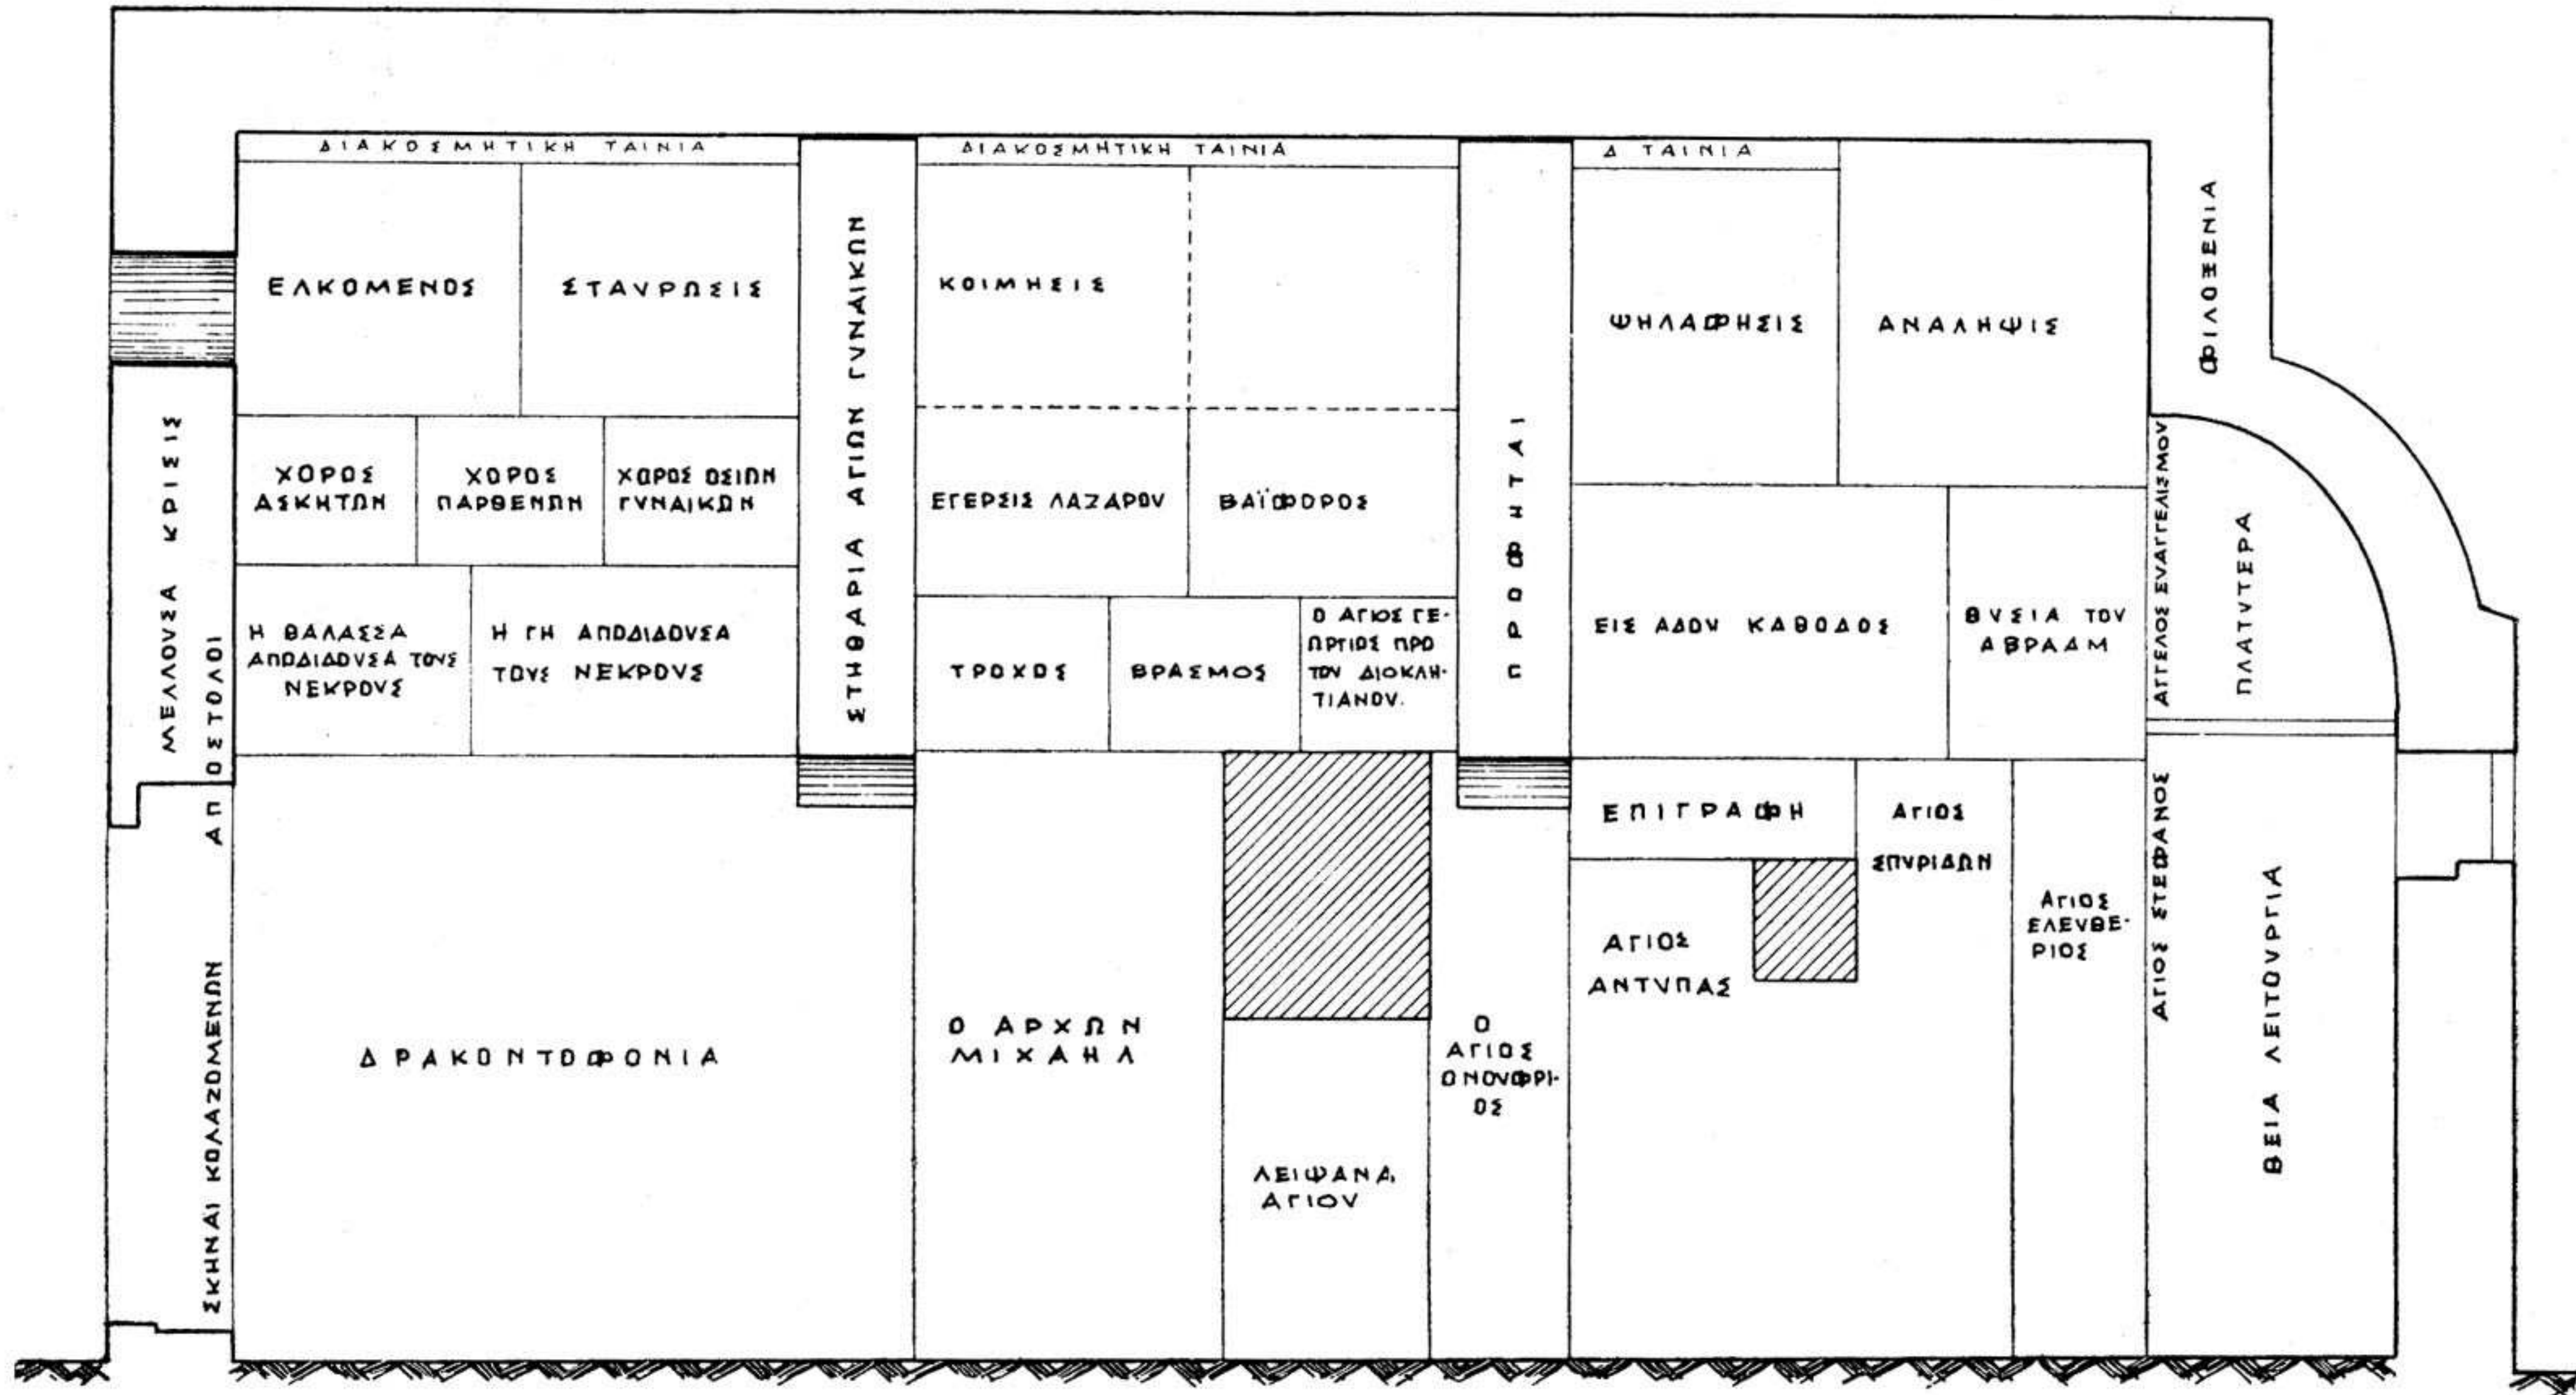 ΔΙΑΚΟΣΜΗΤΙΚΗ ΤΑΙΝΙΑ
ΔΙΑΚΟΣΜΗΤΙΚΗ ΤΑΙΝΙΑ
Δ ΤΑΙΝΙΑ
ΕΛΚΟΜΕΝΟΣ
ΣΤΑΥΡΩΣΙΣ
ΣΤΗΘΑΡΙΑ ΑΓΙΩΝ ΓΥΝΑΙΚΩΝ
ΚΟΙΜΗΣΙΣ
ΠΡΟΦΗΤΑΙ
ΨΗΛΑΦΗΣΙΣ
ΑΝΑΛΗΨΙΣ
ΦΙΛΟΞΕΝΙΑ
ΜΕΛΛΟΥΣΑ ΚΡΙΣΙΣ
ΑΠΟΣΤΟΛΟΙ
ΧΟΡΟΣ
ΑΣΚΗΤΩΝ
ΧΟΡΟΣ
ΠΑΡΘΕΝΩΝ
ΧΟΡΟΣ ΟΣΙΩΝ
ΓΥΝΑΙΚΩΝ
ΕΓΕΡΣΙΣ ΛΑΖΑΡΟΥ
ΒΑΪΟΦΟΡΟΣ
ΑΓΓΕΛΟΣ ΕΥΑΓΓΕΛΙΣΜΟΥ
ΠΛΑΤΥΤΕΡΑ
Η ΘΑΛΑΣΣΑ
ΑΠΟΔΙΔΟΥΣΑ ΤΟΥΣ
ΝΕΚΡΟΥΣ
Η ΓΗ ΑΠΟΔΙΔΟΥΣΑ
ΤΟΥΣ ΝΕΚΡΟΥΣ
ΤΡΟΧΟΣ
ΒΡΑΣΜΟΣ
Ο ΑΓΙΟΣ ΓΕ-
ΩΡΓΙΟΣ ΠΡΟ
ΤΟΥ ΔΙΟΚΛΗ-
ΤΙΑΝΟΥ.
ΕΙΣ ΑΔΟΥ ΚΑΘΟΔΟΣ
ΘΥΣΙΑ ΤΟΥ
ΑΒΡΑΑΜ
ΣΚΗΝΑΙ ΚΟΛΑΖΟΜΕΝΩΝ
ΔΡΑΚΟΝΤΟΦΟΝΙΑ
Ο ΑΡΧΩΝ
ΜΙΧΑΗΛ
ΛΕΙΨΑΝΑ
ΑΓΙΟΥ
Ο
ΑΓΙΟΣ
ΟΝΟΥΦΡΙ-
ΟΣ
ΕΠΙΓΡΑΦΗ
ΑΓΙΟΣ
ΑΝΤΥΠΑΣ
ΑΓΙΟΣ
ΣΠΥΡΙΔΩΝ
ΑΓΙΟΣ
ΕΛΕΥΘΕ-
ΡΙΟΣ
ΑΓΙΟΣ ΣΤΕΦΑΝΟΣ
ΘΕΙΑ ΛΕΙΤΟΥΡΓΙΑ